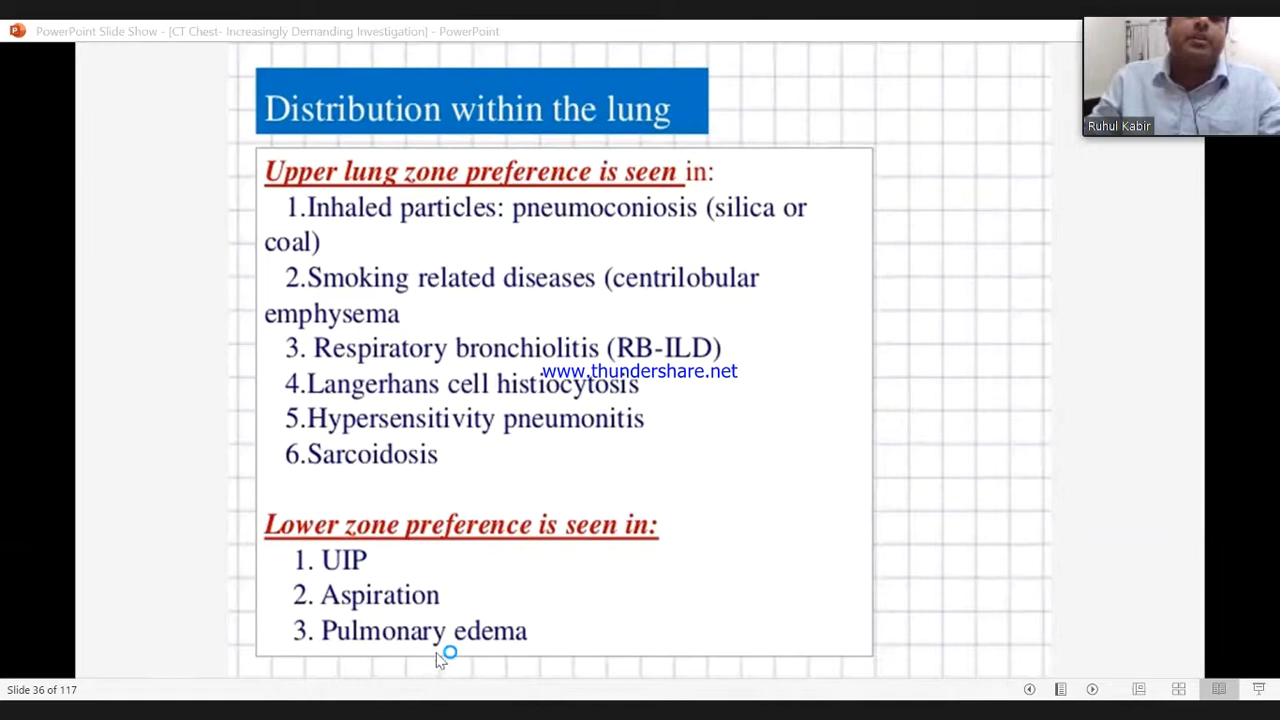 PowerPoint Slide Show - [CT Chest- Increasingly Demanding Investigation] - PowerPoint
Ruhul Kabir
Distribution within the lung
Upper lung zone preference is seen in:
1.Inhaled particles: pneumoconiosis (silica or
coal)
2.Smoking related diseases (centrilobular
emphysema
3. Respiratory bronchiolitis (RB-ILD)
www.thundershare.net
4.Langerhans cell histiocytosis
5.Hypersensitivity pneumonitis
6.Sarcoidosis
Lower zone preference is seen in:
1. UIP
2. Aspiration
3. Pulmonary edema
Slide 36 of 117